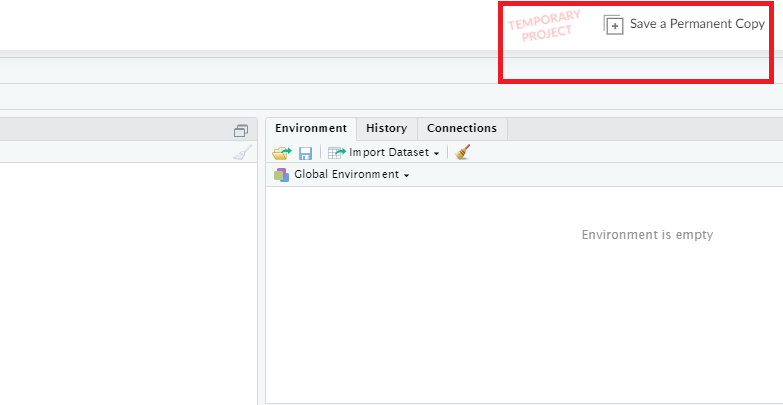 TEMPORARY
PROJECT
Save a Permanent Copy
Environment
History
Connections
Import Dataset
Global Environment
Environment is empty